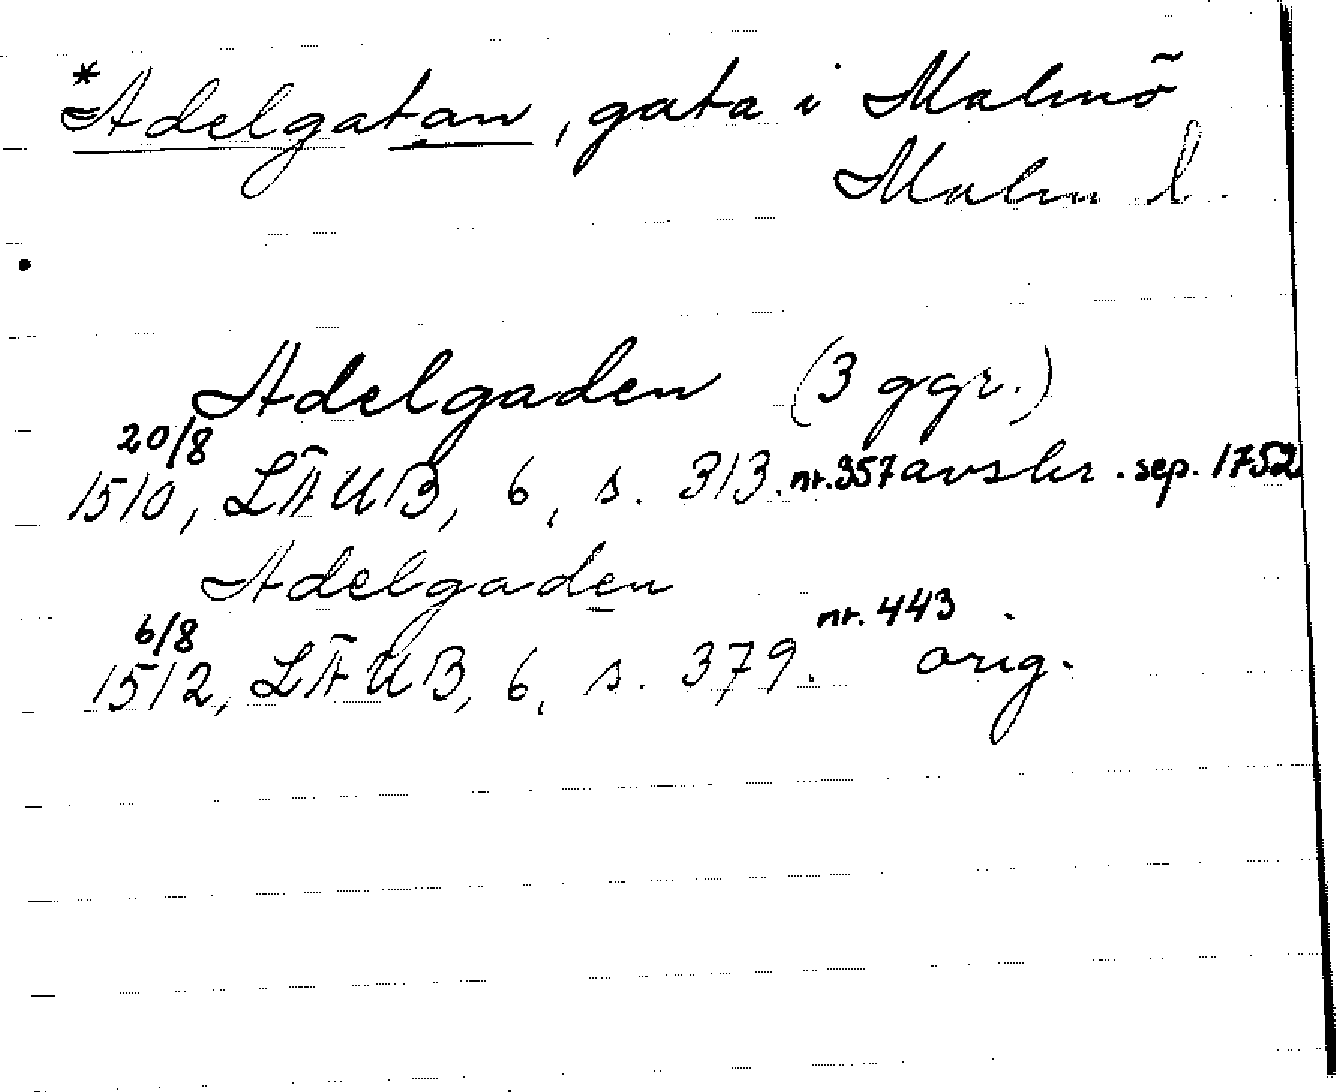 *Adelgatan, gata i Malmö
Malm l.
Adelgaden (3 ggr.)
20/8
1510, LÄUB, 6, s. 313. nr. 357 avskr. sep. 1752
Adelgaden
6/8 nr. 443
1512, LÄUB, 6, s. 379. orig.